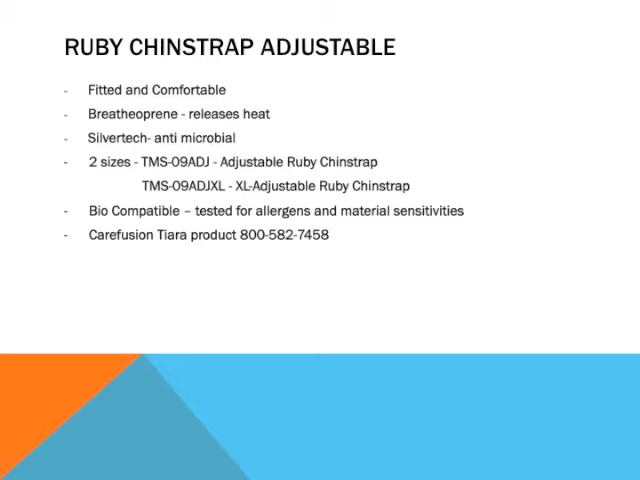 RUBY CHINSTRAP ADJUSTABLE
- Fitted and Comfortable
- Breatheoprene - releases heat
- Silvertech- anti microbial
- 2 sizes - TMS-09ADJ - Adjustable Ruby Chinstrap
TMS-09ADJXL - XL-Adjustable Ruby Chinstrap
- Bio Compatible – tested for allergens and material sensitivities
- Carefusion Tiara product 800-582-7458